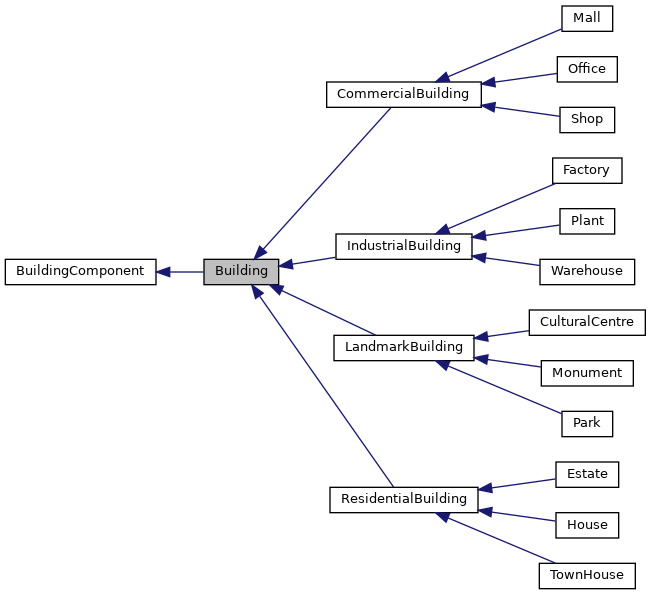 Mall
Office
CommercialBuilding
Shop
Factory
Plant
IndustrialBuilding
BuildingComponent
Building
Warehouse
CulturalCentre
LandmarkBuilding
Monument
Park
Estate
ResidentialBuilding
House
TownHouse